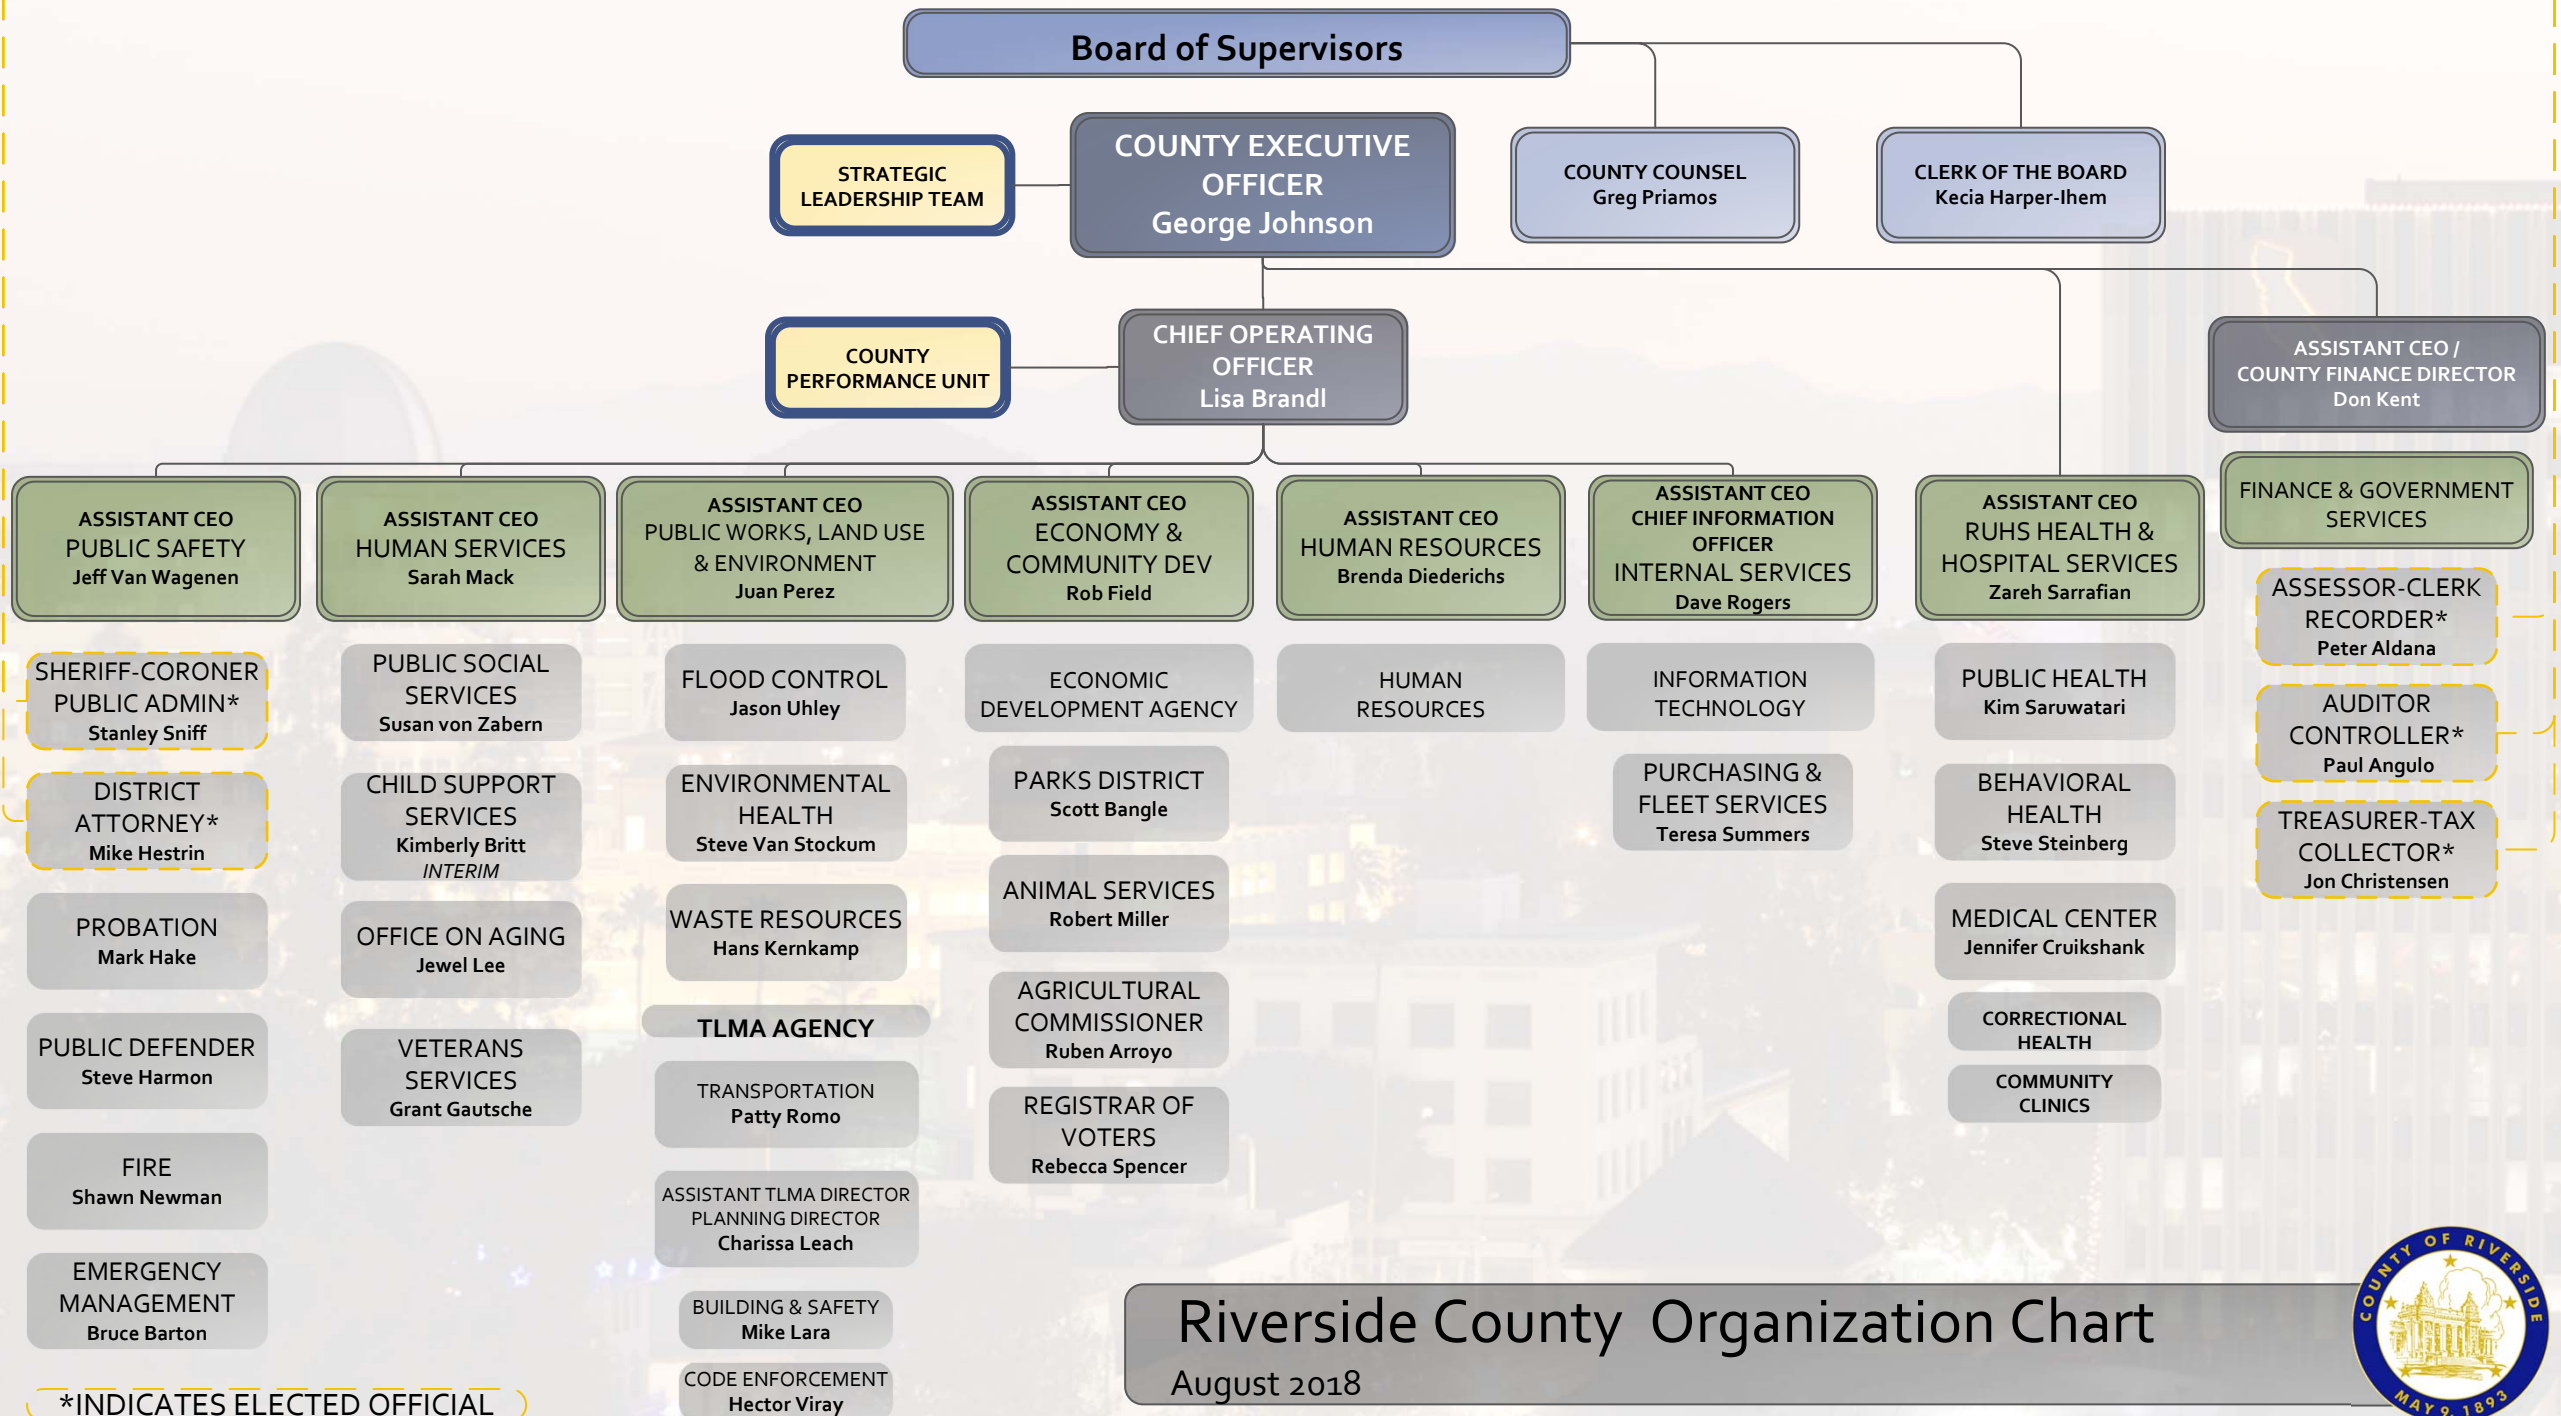 Board of Supervisors
STRATEGIC
LEADERSHIP TEAM
COUNTY EXECUTIVE
OFFICER
George Johnson
COUNTY COUNSEL
Greg Priamos
CLERK OF THE BOARD
Kecia Harper-Ihem
COUNTY
PERFORMANCE UNIT
CHIEF OPERATING
OFFICER
Lisa Brandl
ASSISTANT CEO /
COUNTY FINANCE DIRECTOR
Don Kent
ASSISTANT CEO
PUBLIC SAFETY
Jeff Van Wagenen
SHERIFF-CORONER
PUBLIC ADMIN*
Stanley Sniff
DISTRICT
ATTORNEY*
Mike Hestrin
PROBATION
Mark Hake
PUBLIC DEFENDER
Steve Harmon
FIRE
Shawn Newman
EMERGENCY
MANAGEMENT
Bruce Barton
*INDICATES ELECTED OFFICIAL
ASSISTANT CEO
HUMAN SERVICES
Sarah Mack
PUBLIC SOCIAL
SERVICES
Susan von Zabern
CHILD SUPPORT
SERVICES
Kimberly Britt
INTERIM
OFFICE ON AGING
Jewel Lee
VETERANS
SERVICES
Grant Gautsche
ASSISTANT CEO
PUBLIC WORKS, LAND USE
& ENVIRONMENT
Juan Perez
FLOOD CONTROL
Jason Uhley
ENVIRONMENTAL
HEALTH
Steve Van Stockum
WASTE RESOURCES
Hans Kernkamp
TLMA AGENCY
TRANSPORTATION
Patty Romo
ASSISTANT TLMA DIRECTOR
PLANNING DIRECTOR
Charissa Leach
BUILDING & SAFETY
Mike Lara
CODE ENFORCEMENT
Hector Viray
ASSISTANT CEO
ECONOMY &
COMMUNITY DEV
Rob Field
ECONOMIC
DEVELOPMENT AGENCY
PARKS DISTRICT
Scott Bangle
ANIMAL SERVICES
Robert Miller
AGRICULTURAL
COMMISSIONER
Ruben Arroyo
REGISTRAR OF
VOTERS
Rebecca Spencer
ASSISTANT CEO
HUMAN RESOURCES
Brenda Diederichs
HUMAN
RESOURCES
ASSISTANT CEO
CHIEF INFORMATION
OFFICER
INTERNAL SERVICES
Dave Rogers
INFORMATION
TECHNOLOGY
PURCHASING &
FLEET SERVICES
Teresa Summers
ASSISTANT CEO
RUHS HEALTH &
HOSPITAL SERVICES
Zareh Sarrafian
PUBLIC HEALTH
Kim Saruwatari
BEHAVIORAL
HEALTH
Steve Steinberg
MEDICAL CENTER
Jennifer Cruikshank
CORRECTIONAL
HEALTH
COMMUNITY
CLINICS
FINANCE & GOVERNMENT
SERVICES
ASSESSOR-CLERK
RECORDER*
Peter Aldana
AUDITOR
CONTROLLER*
Paul Angulo
TREASURER-TAX
COLLECTOR*
Jon Christensen
Riverside County Organization Chart
August 2018
COUNTY OF RIVERSIDE
MAY 9, 1893